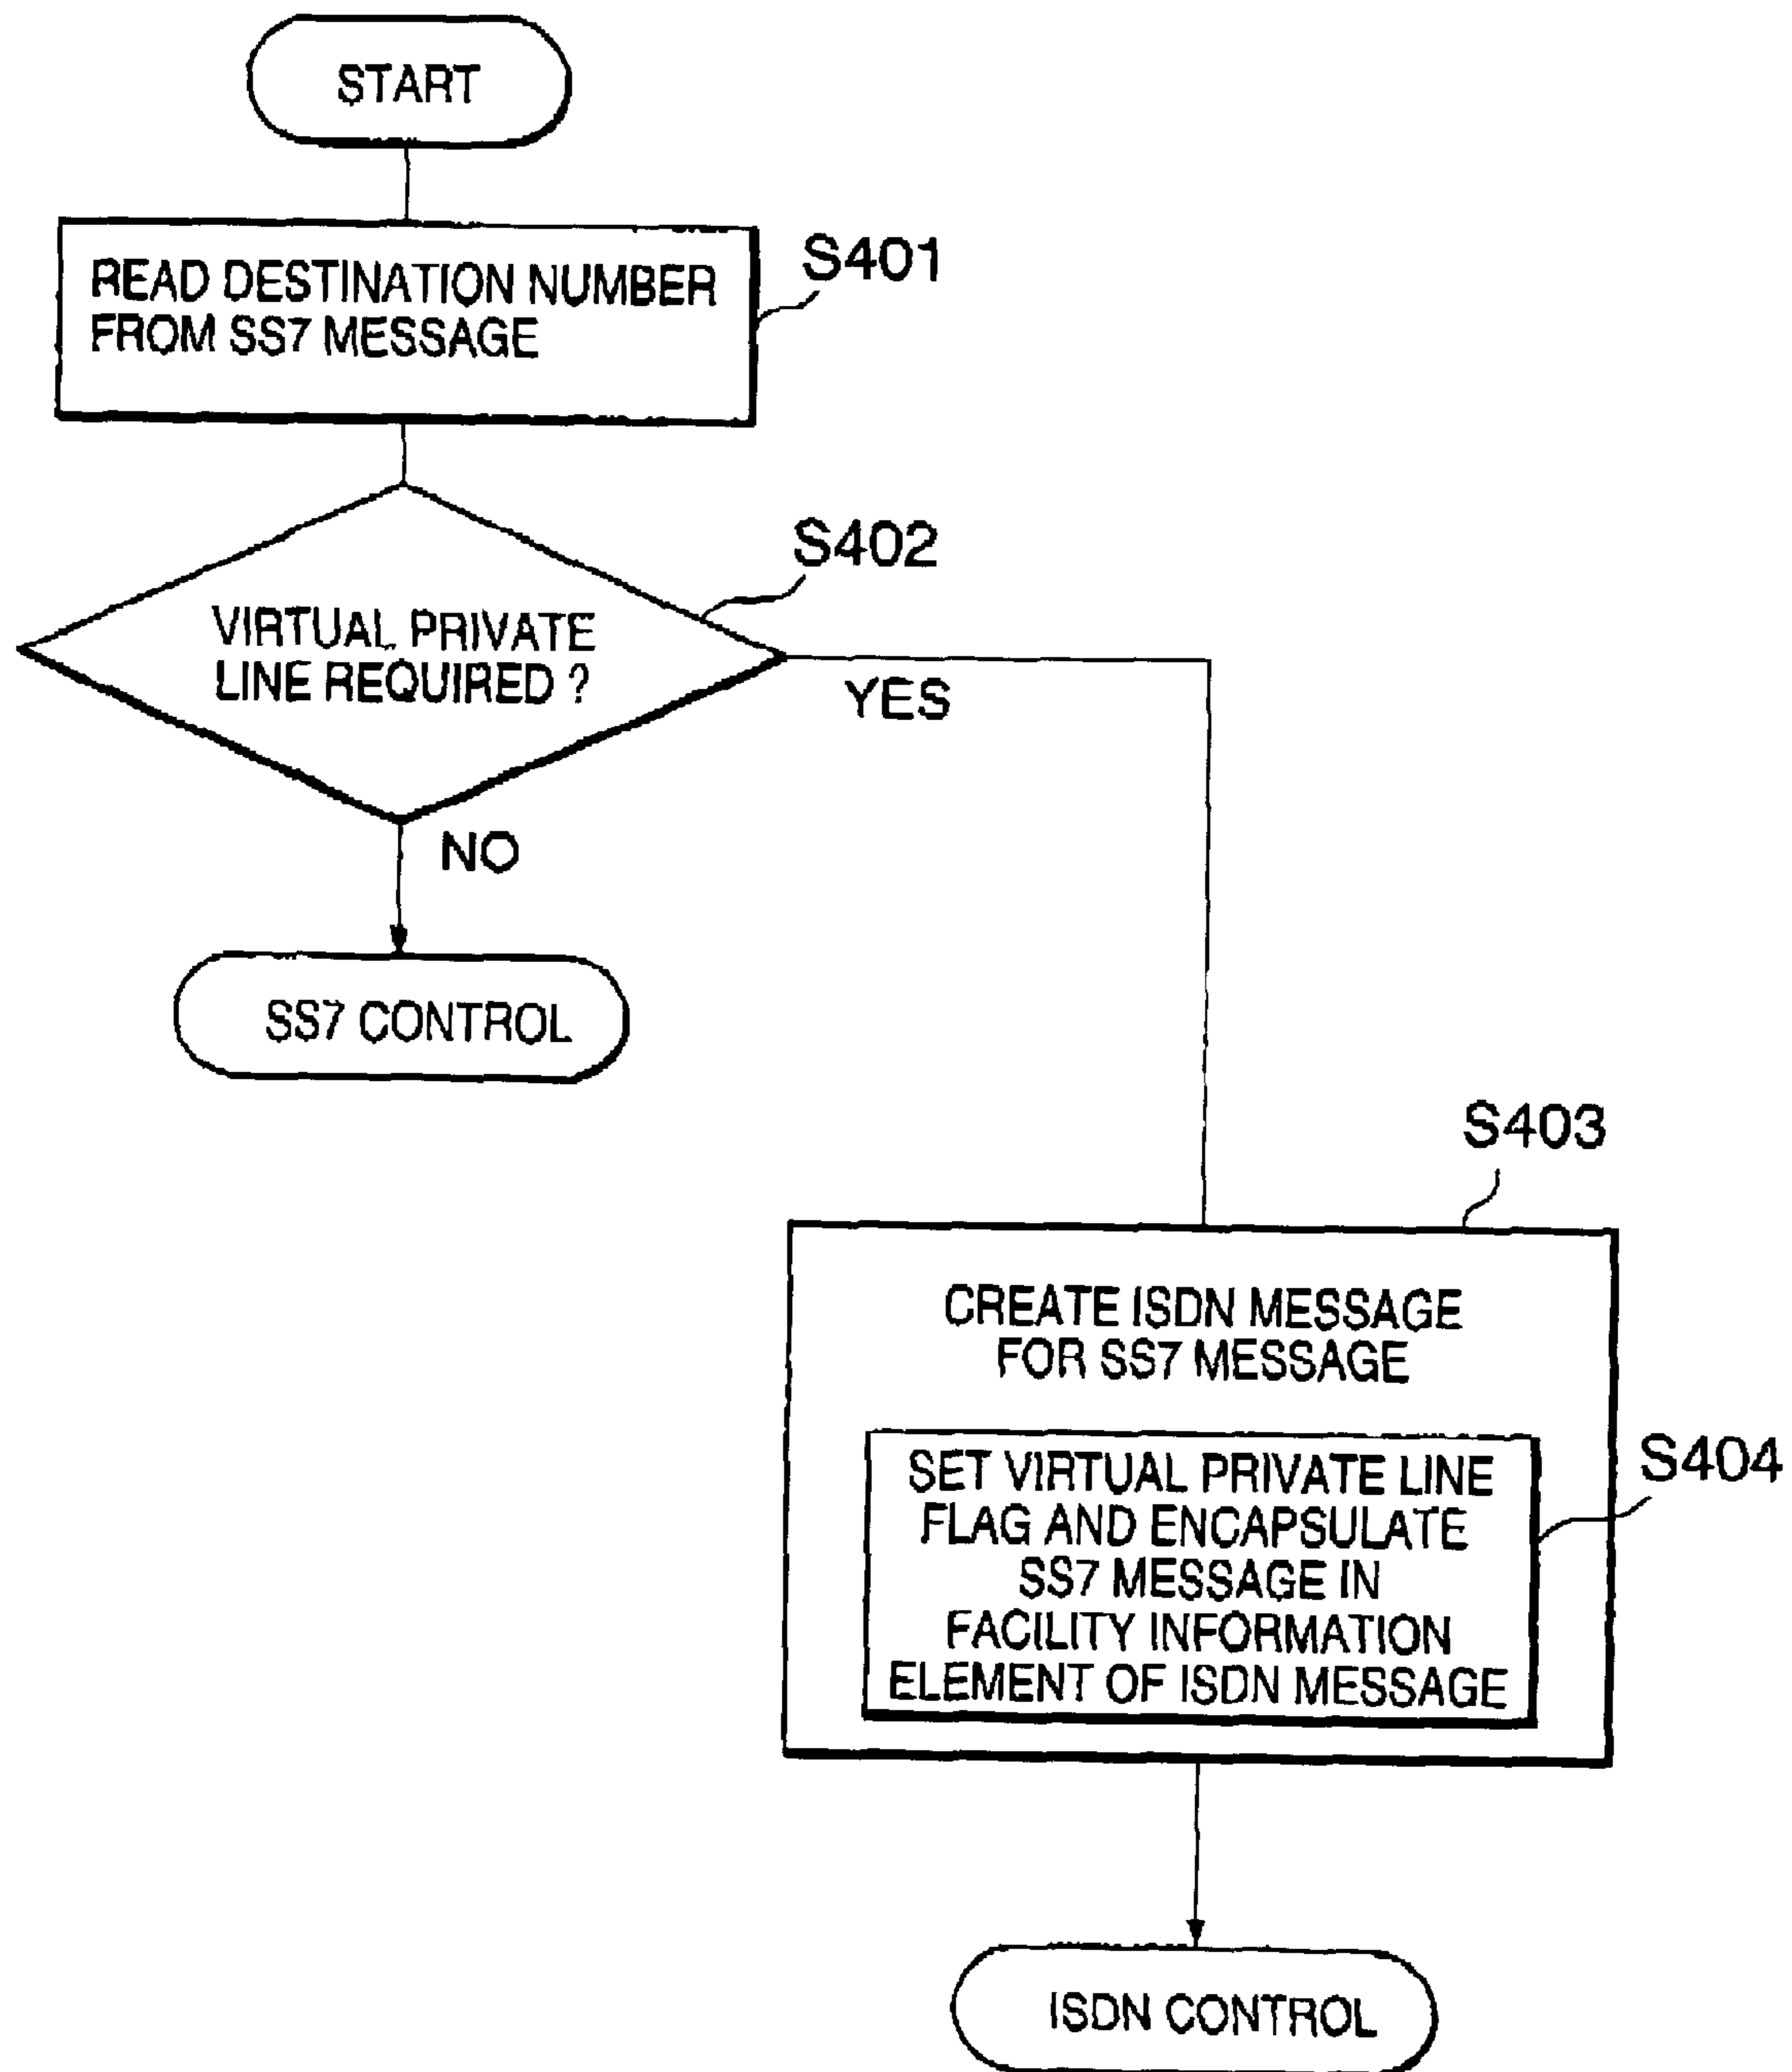 START
READ DESTINATION NUMBER
FROM SS7 MESSAGE
S401
VIRTUAL PRIVATE
LINE REQUIRED ?
S402
YES
NO
SS7 CONTROL
S403
CREATE ISDN MESSAGE
FOR SS7 MESSAGE
SET VIRTUAL PRIVATE LINE
FLAG AND ENCAPSULATE
SS7 MESSAGE IN
FACILITY INFORMATION
ELEMENT OF ISDN MESSAGE
S404
ISDN CONTROL